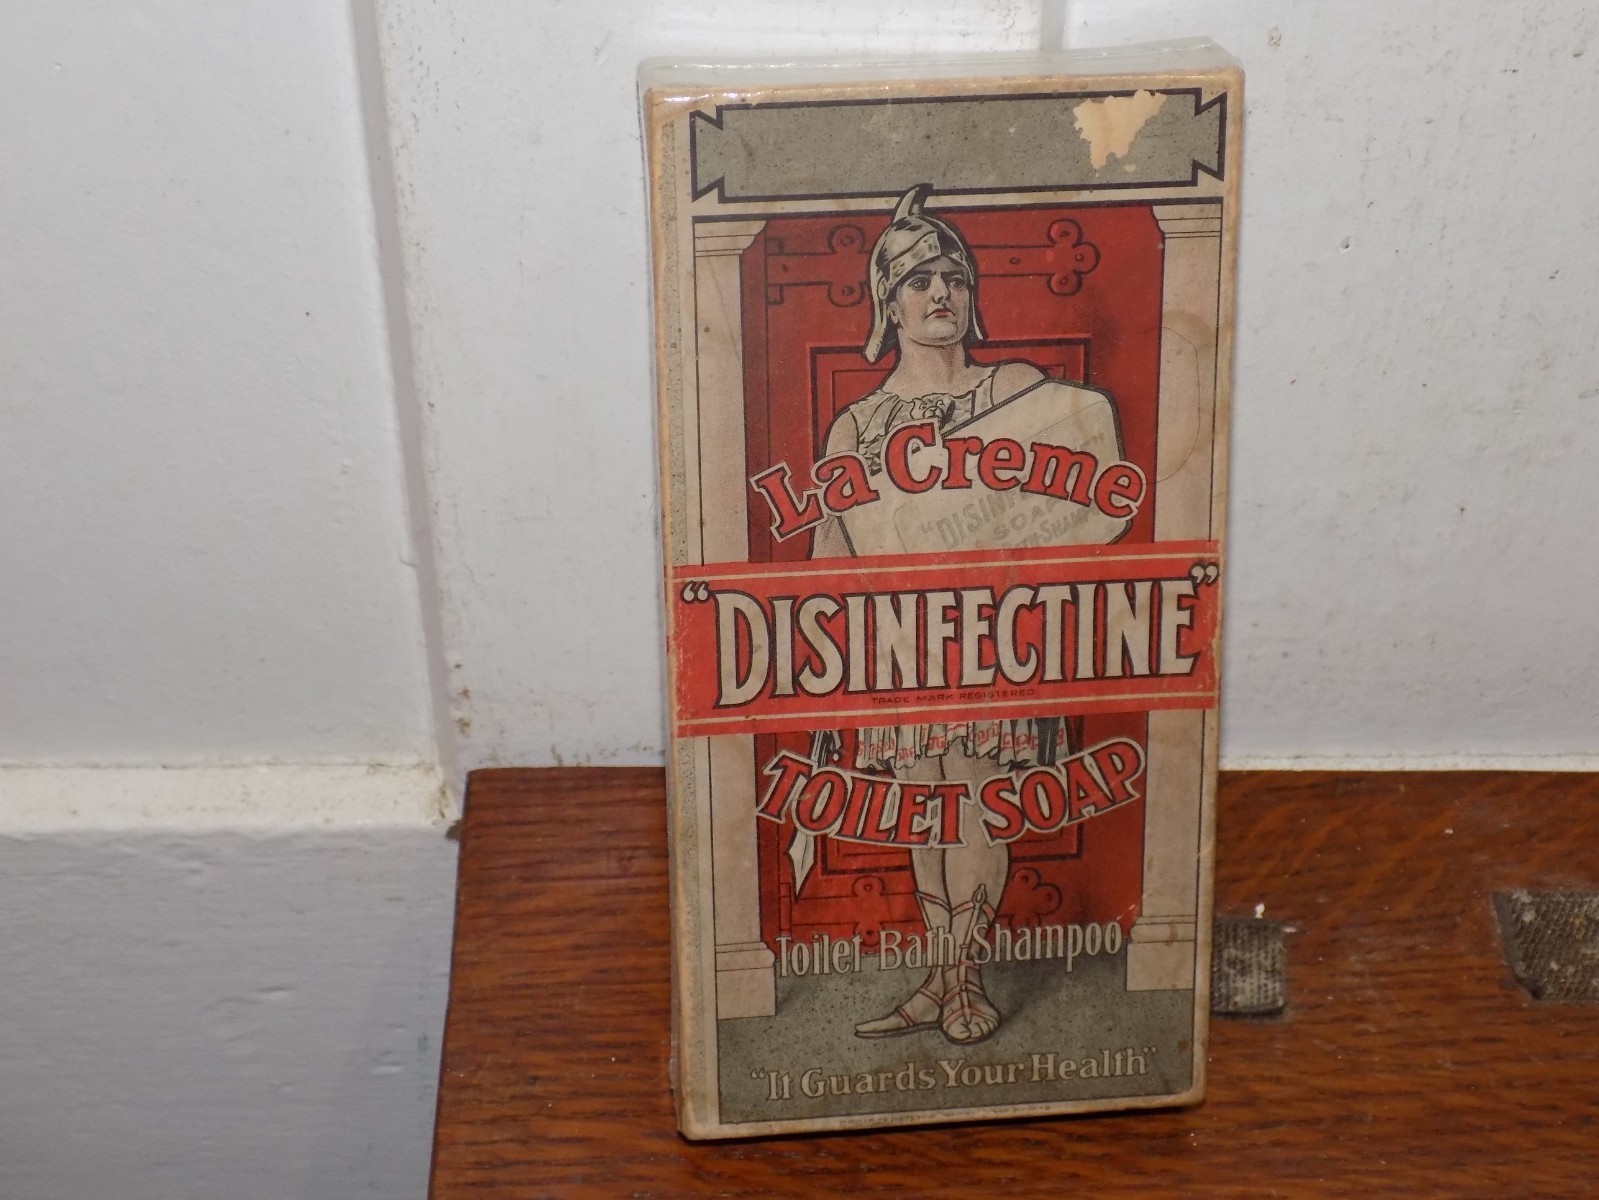 La Creme
"DISINFECTINE"
TRADE MARK REGISTERED
TOILET SOAP
Toilet-Bath-Shampoo
"It Guards Your Health"